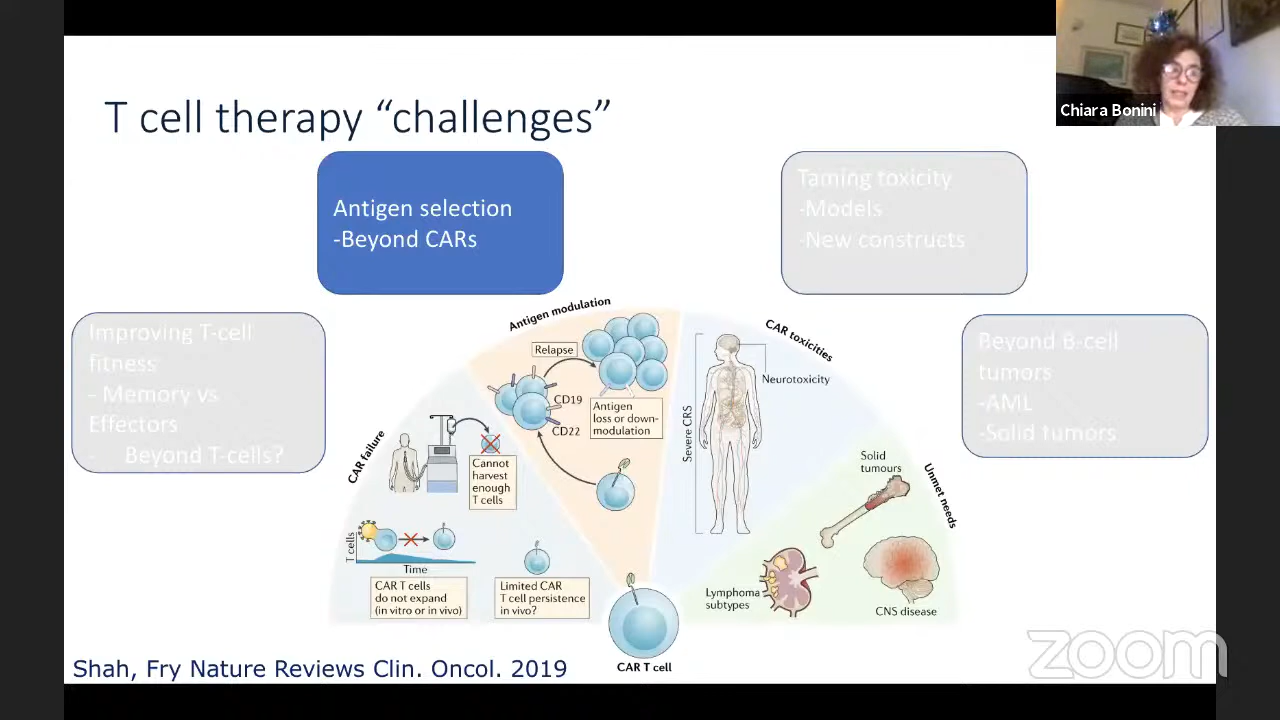 Chiara Bonini
T cell therapy “challenges”
Antigen selection
-Beyond CARs
Taming toxicity
-Models
-New constructs
Improving T-cell
fitness
- Memory vs
Effectors
- Beyond T-cells?
Beyond B-cell
tumors
-AML
-Solid tumors
CAR failure
Cannot
harvest
enough
T cells
T cells
Time
CAR T cells
do not expand
(in vitro or in vivo)
Limited CAR
T cell persistence
in vivo?
Antigen modulation
Relapse
CD19
CD22
Antigen
loss or down-
modulation
CAR toxicities
Neurotoxicity
Severe CRS
Unmet needs
Solid
tumours
Lymphoma
subtypes
CNS disease
CAR T cell
Shah, Fry Nature Reviews Clin. Oncol. 2019
zoom